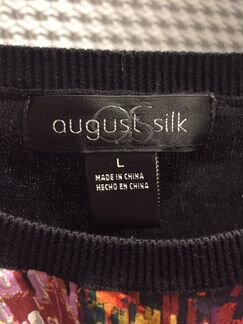 august silk
L
MADE IN CHINA
HECHO EN CHINA